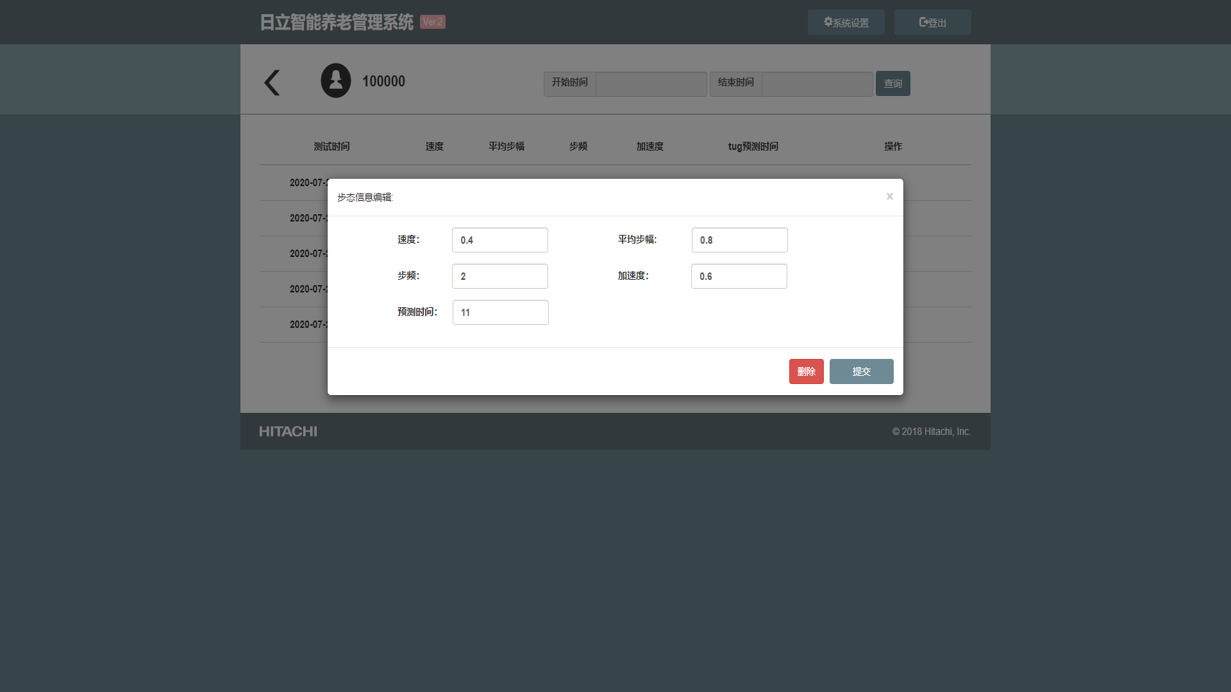 日立智能养老管理系统 Ver.2 系统设置 登出
100000 开始时间 结束时间 查询
测试时间 速度 平均步幅 步频 加速度 tug预测时间 操作
2020-07-
步态信息编辑: x
2020-07-
速度: 0.4 平均步幅: 0.8
2020-07-
步频: 2 加速度: 0.6
2020-07-
预测时间: 11
2020-07-
删除 提交
HITACHI © 2018 Hitachi, Inc.